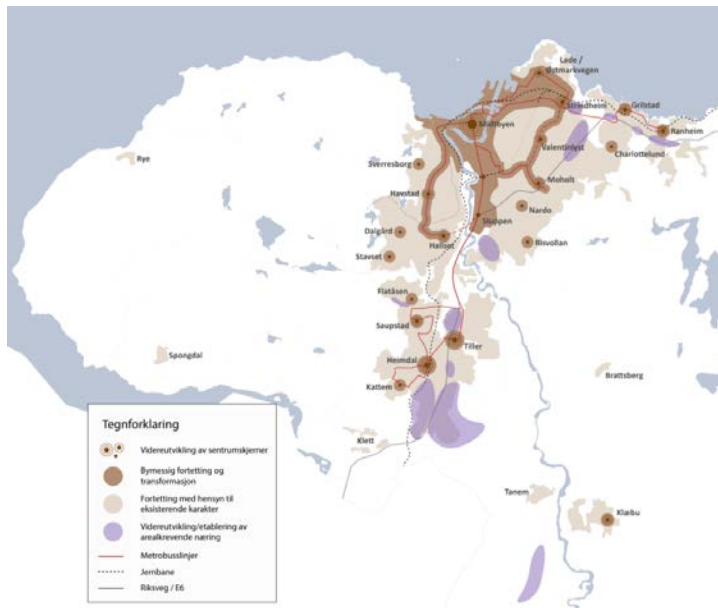 Lade /
Østmarkvegen
Strindheim
Grilstad
Midtbyen
Ranheim
Rye
Sverresborg
Valentinlyst
Charlottelund
Havstad
Moholt
Nardo
Sluppen
Dalgård
Hallset
Risvollan
Stavset
Flatåsen
Saupstad
Tiller
Spongdal
Heimdal
Brattsberg
Kattem
Klett
Tanem
Klæbu
Tegnforklaring
Videreutvikling av sentrumskjerner
Bymessig fortetting og
transformasjon
Fortetting med hensyn til
eksisterende karakter
Videreutvikling/etablering av
arealkrevende næring
Metrobusslinjer
Jernbane
Riksveg / E6